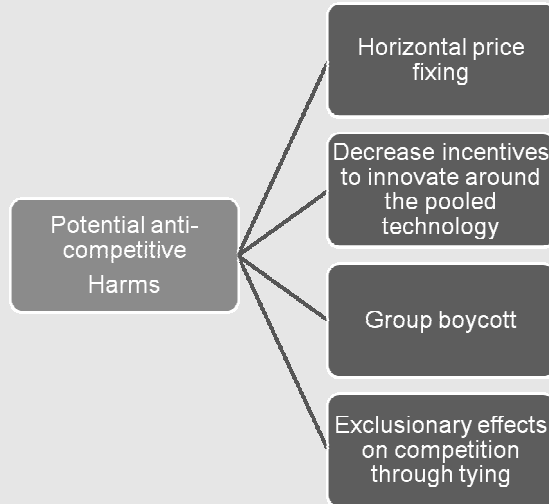 Horizontal price
fixing
Decrease incentives
to innovate around
the pooled
technology
Potential anti-
competitive
Harms
Group boycott
Exclusionary effects
on competition
through tying